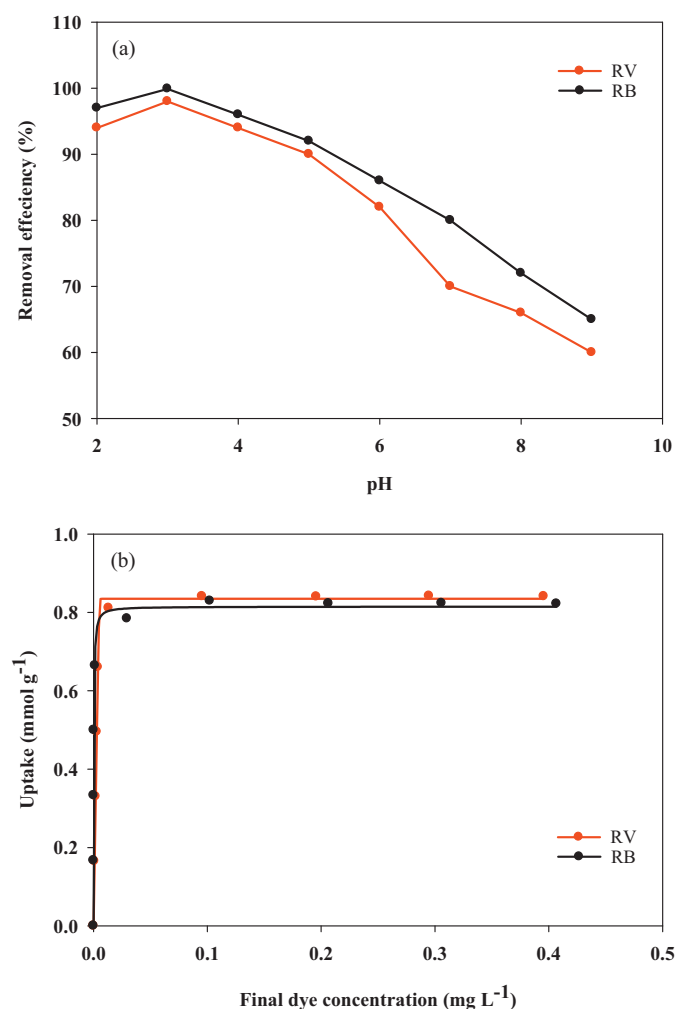 110
(a)
RV
RB
100
90
80
70
60
50
Removal effeciency (%)
2
4
6
8
10
pH
1.0
(b)
0.8
0.6
0.4
0.2
0.0
Uptake (mmol g⁻¹)
RV
RB
0.0
0.1
0.2
0.3
0.4
0.5
Final dye concentration (mg L⁻¹)